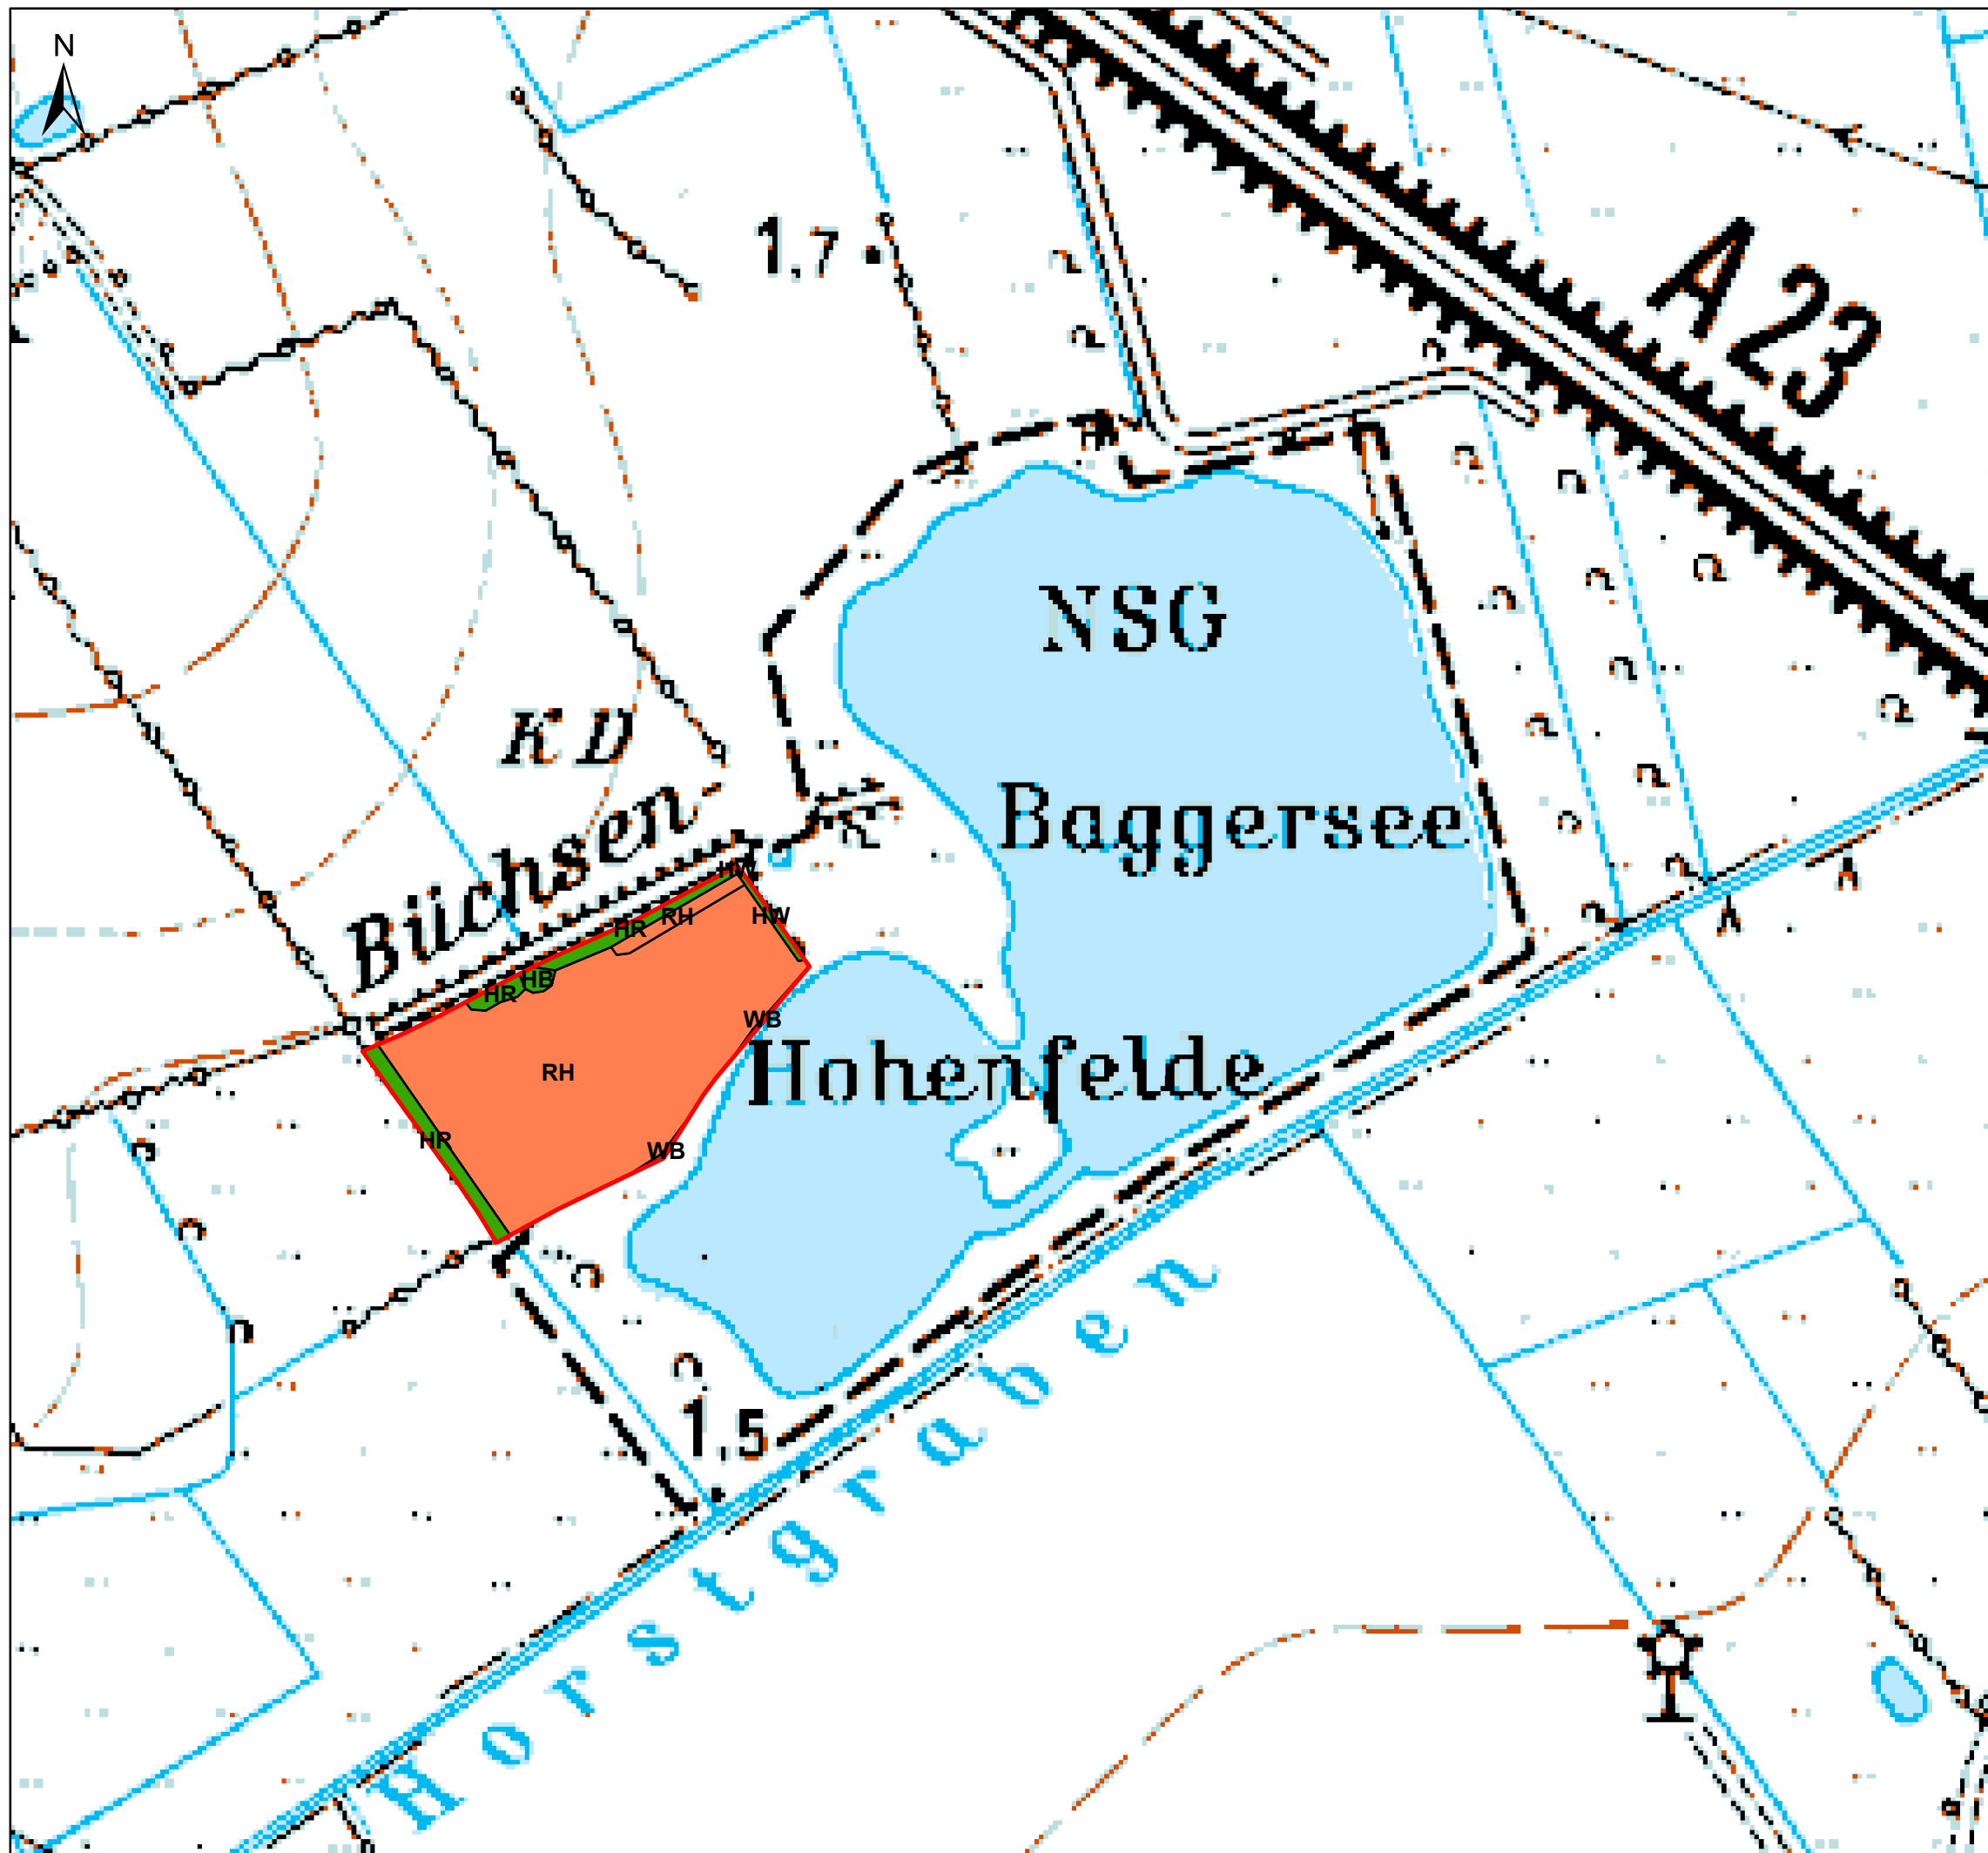 N
1,7
A 23
NSG
KD
Büchsen
Baggersee
HW
RH
HW
HR
HB
HR
WB
Hohenfelde
RH
HR
WB
1,5
Horstgraben